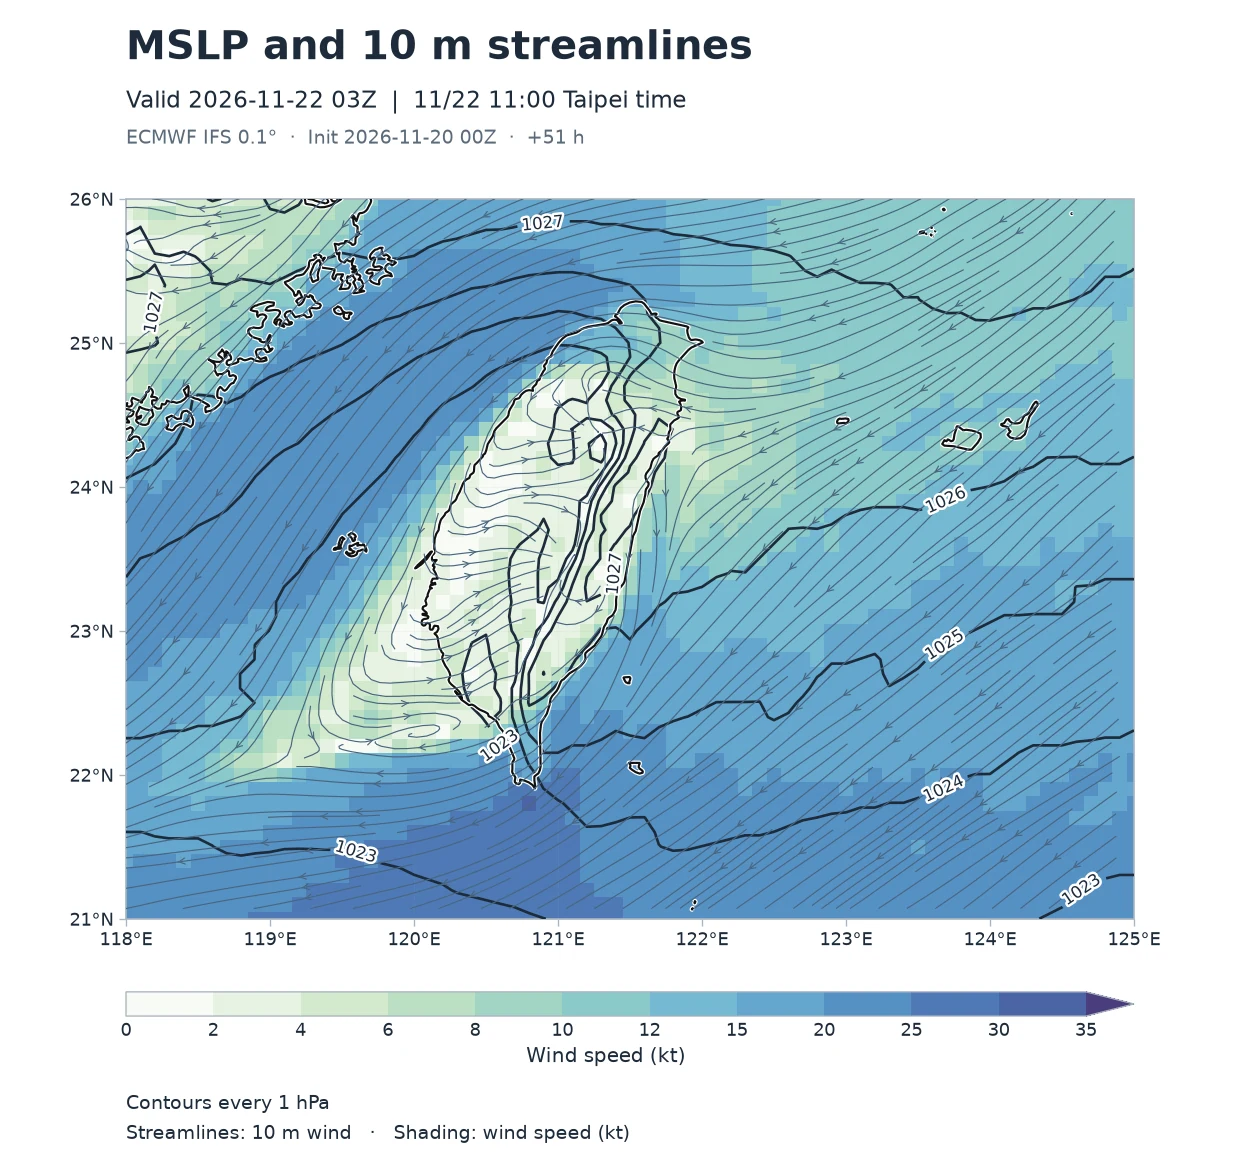 MSLP and 10 m streamlines
Valid 2026-11-22 03Z | 11/22 11:00 Taipei time
ECMWF IFS 0.1° · Init 2026-11-20 00Z · +51 h
26°N
25°N
24°N
23°N
22°N
21°N
1027
1027
1026
1027
1025
1023
1024
1023
1023
118°E 119°E 120°E 121°E 122°E 123°E 124°E 125°E
0 2 4 6 8 10 12 15 20 25 30 35
Wind speed (kt)
Contours every 1 hPa
Streamlines: 10 m wind · Shading: wind speed (kt)